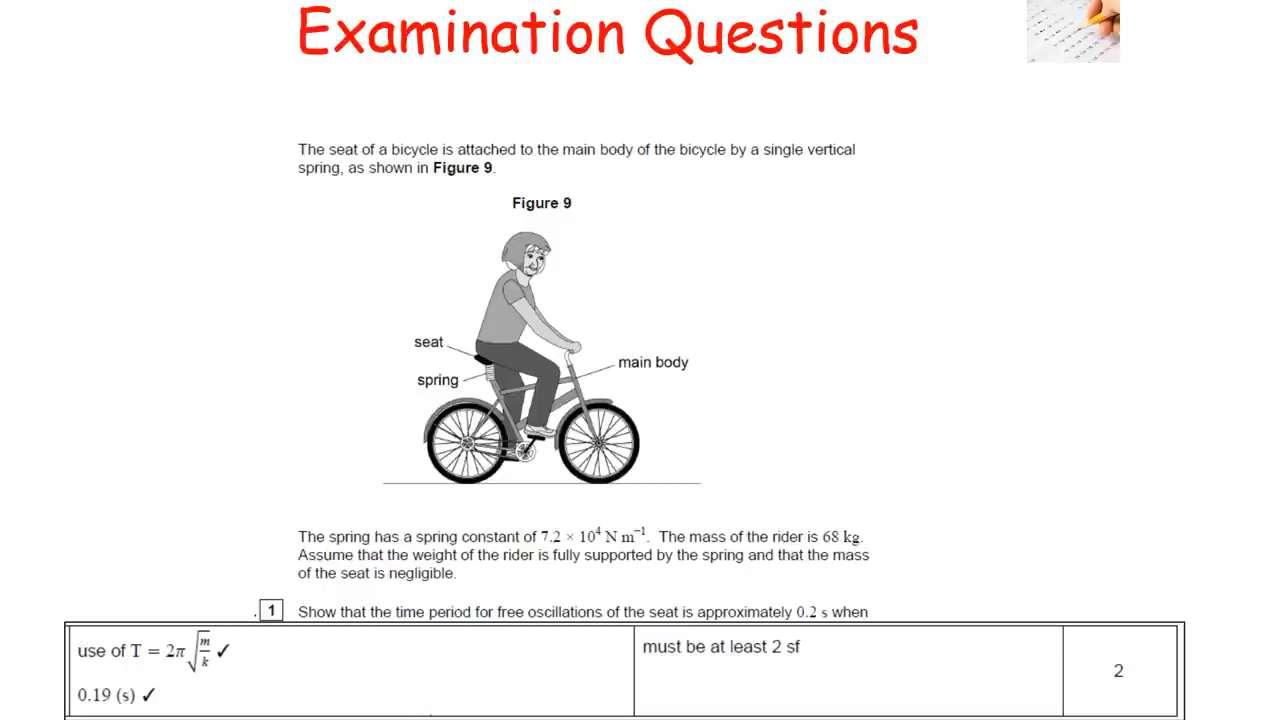 Examination Questions
The seat of a bicycle is attached to the main body of the bicycle by a single vertical
spring, as shown in Figure 9.
Figure 9
seat
spring
main body
The spring has a spring constant of 7.2 × 10⁴ N m⁻¹. The mass of the rider is 68 kg.
Assume that the weight of the rider is fully supported by the spring and that the mass
of the seat is negligible.
. 1 Show that the time period for free oscillations of the seat is approximately 0.2 s when
use of T = 2π√(m/k) ✓
0.19 (s) ✓
must be at least 2 sf
2